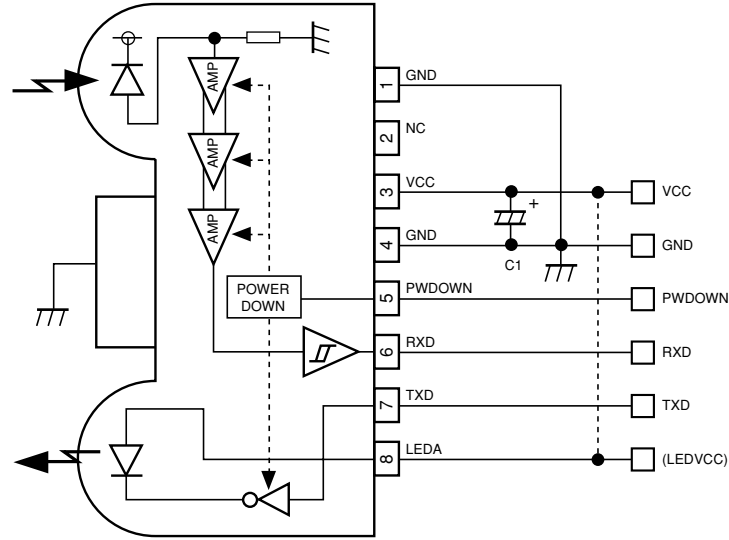 AMP
AMP
AMP
POWER
DOWN
1 GND
2 NC
3 VCC
4 GND
5 PWDOWN
6 RXD
7 TXD
8 LEDA
+
C1
VCC
GND
PWDOWN
RXD
TXD
(LEDVCC)